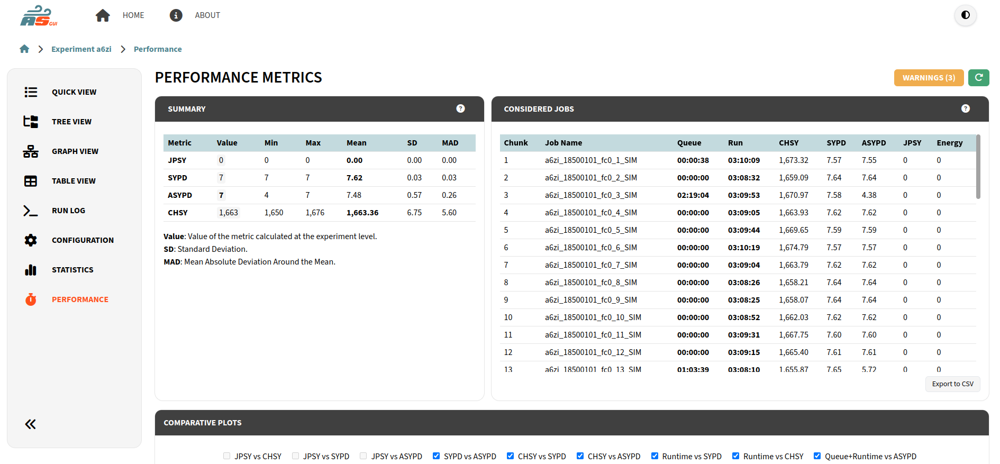 AS GUI
HOME
ABOUT
Experiment a6zi
Performance
QUICK VIEW
TREE VIEW
GRAPH VIEW
TABLE VIEW
RUN LOG
CONFIGURATION
STATISTICS
PERFORMANCE
PERFORMANCE METRICS
WARNINGS (3)
SUMMARY
Metric Value Min Max Mean SD MAD
JPSY 0 0 0 0.00 0.00 0.00
SYPD 7 7 7 7.62 0.03 0.03
ASYPD 7 4 7 7.48 0.57 0.26
CHSY 1,663 1,650 1,676 1,663.36 6.75 5.60
Value: Value of the metric calculated at the experiment level.
SD: Standard Deviation.
MAD: Mean Absolute Deviation Around the Mean.
CONSIDERED JOBS
Chunk Job Name Queue Run CHSY SYPD ASYPD JPSY Energy
1 a6zi_18500101_fc0_1_SIM 00:00:38 03:10:09 1,673.32 7.57 7.55 0 0
2 a6zi_18500101_fc0_2_SIM 00:00:00 03:08:32 1,659.09 7.64 7.64 0 0
3 a6zi_18500101_fc0_3_SIM 02:19:04 03:09:53 1,670.97 7.58 4.38 0 0
4 a6zi_18500101_fc0_4_SIM 00:00:00 03:09:05 1,663.93 7.62 7.62 0 0
5 a6zi_18500101_fc0_5_SIM 00:00:00 03:09:44 1,669.65 7.59 7.59 0 0
6 a6zi_18500101_fc0_6_SIM 00:00:00 03:10:19 1,674.79 7.57 7.57 0 0
7 a6zi_18500101_fc0_7_SIM 00:00:00 03:09:04 1,663.79 7.62 7.62 0 0
8 a6zi_18500101_fc0_8_SIM 00:00:00 03:08:26 1,658.21 7.64 7.64 0 0
9 a6zi_18500101_fc0_9_SIM 00:00:00 03:08:25 1,658.07 7.64 7.64 0 0
10 a6zi_18500101_fc0_10_SIM 00:00:00 03:08:52 1,662.03 7.62 7.62 0 0
11 a6zi_18500101_fc0_11_SIM 00:00:00 03:09:31 1,667.75 7.60 7.60 0 0
12 a6zi_18500101_fc0_12_SIM 00:00:00 03:09:15 1,665.40 7.61 7.61 0 0
13 a6zi_18500101_fc0_13_SIM 01:03:39 03:08:10 1,655.87 7.65 5.72 0 0
Export to CSV
COMPARATIVE PLOTS
JPSY vs CHSY JPSY vs SYPD JPSY vs ASYPD SYPD vs ASYPD CHSY vs SYPD CHSY vs ASYPD Runtime vs SYPD Runtime vs CHSY Queue+Runtime vs ASYPD